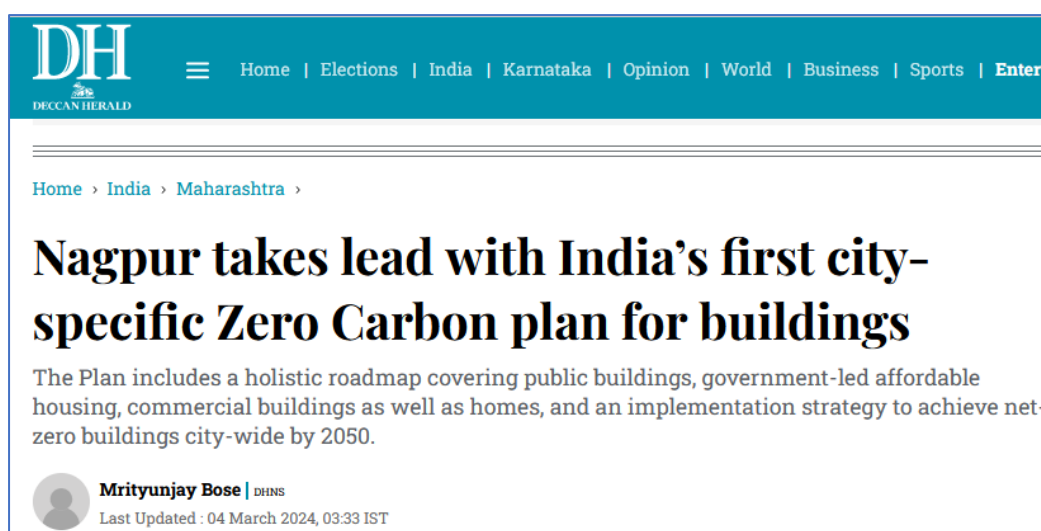 DH
DECCAN HERALD
Home | Elections | India | Karnataka | Opinion | World | Business | Sports | Enter
Home › India › Maharashtra ›
Nagpur takes lead with India’s first city-
specific Zero Carbon plan for buildings
The Plan includes a holistic roadmap covering public buildings, government-led affordable
housing, commercial buildings as well as homes, and an implementation strategy to achieve net-
zero buildings city-wide by 2050.
Mrityunjay Bose | DHNS
Last Updated : 04 March 2024, 03:33 IST